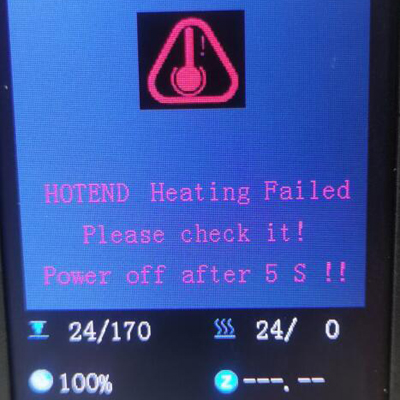 !
HOTEND Heating Failed
Please check it!
Power off after 5 S !!
24/170 24/ 0
100% Z ---. --